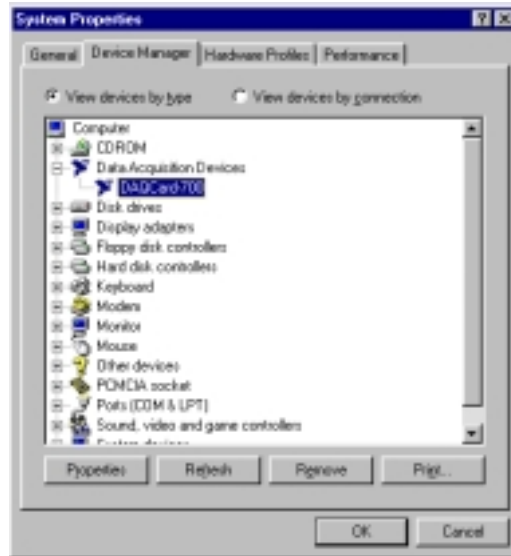 System Properties
General Device Manager Hardware Profiles Performance
View devices by type View devices by connection
Computer
CDROM
Data Acquisition Devices
DAQCard-700
Disk drives
Display adapters
Floppy disk controllers
Hard disk controllers
Keyboard
Modem
Monitor
Mouse
Other devices
PCMCIA socket
Ports (COM & LPT)
Sound, video and game controllers
System devices
Properties Refresh Remove Print...
OK Cancel